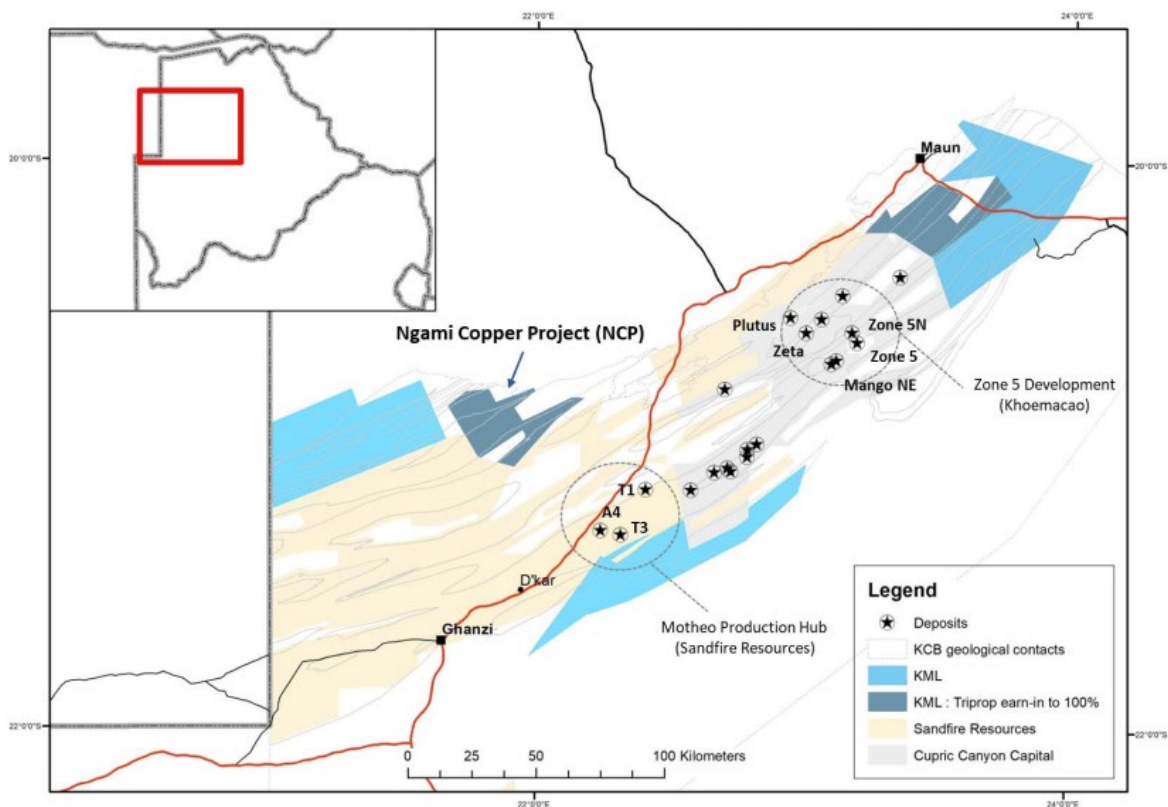 22°0'0"E
24°0'0"E
20°0'0"S
20°0'0"S
Maun
Ngami Copper Project (NCP)
Plutus
Zone 5N
Zeta
Zone 5
Mango NE
Zone 5 Development
(Khoemacao)
T1
A4
T3
D'kar
Ghanzi
Motheo Production Hub
(Sandfire Resources)
Legend
Deposits
KCB geological contacts
KML
KML : Triprop earn-in to 100%
Sandfire Resources
Cupric Canyon Capital
22°0'0"S
22°0'0"S
0 25 50 100 Kilometers
22°0'0"E
24°0'0"E